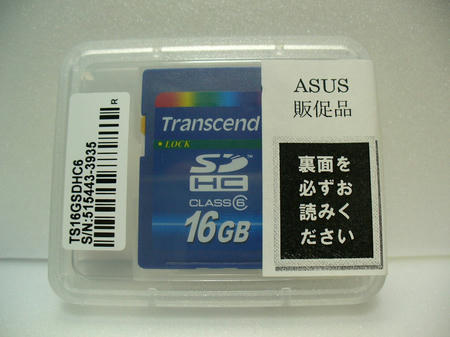 TS16GSDHC6
S/N:515443-3935
R
Transcend
LOCK
SD
HC
CLASS 6
16GB
ASUS
販促品
裏面を
必ずお
読みく
ださい